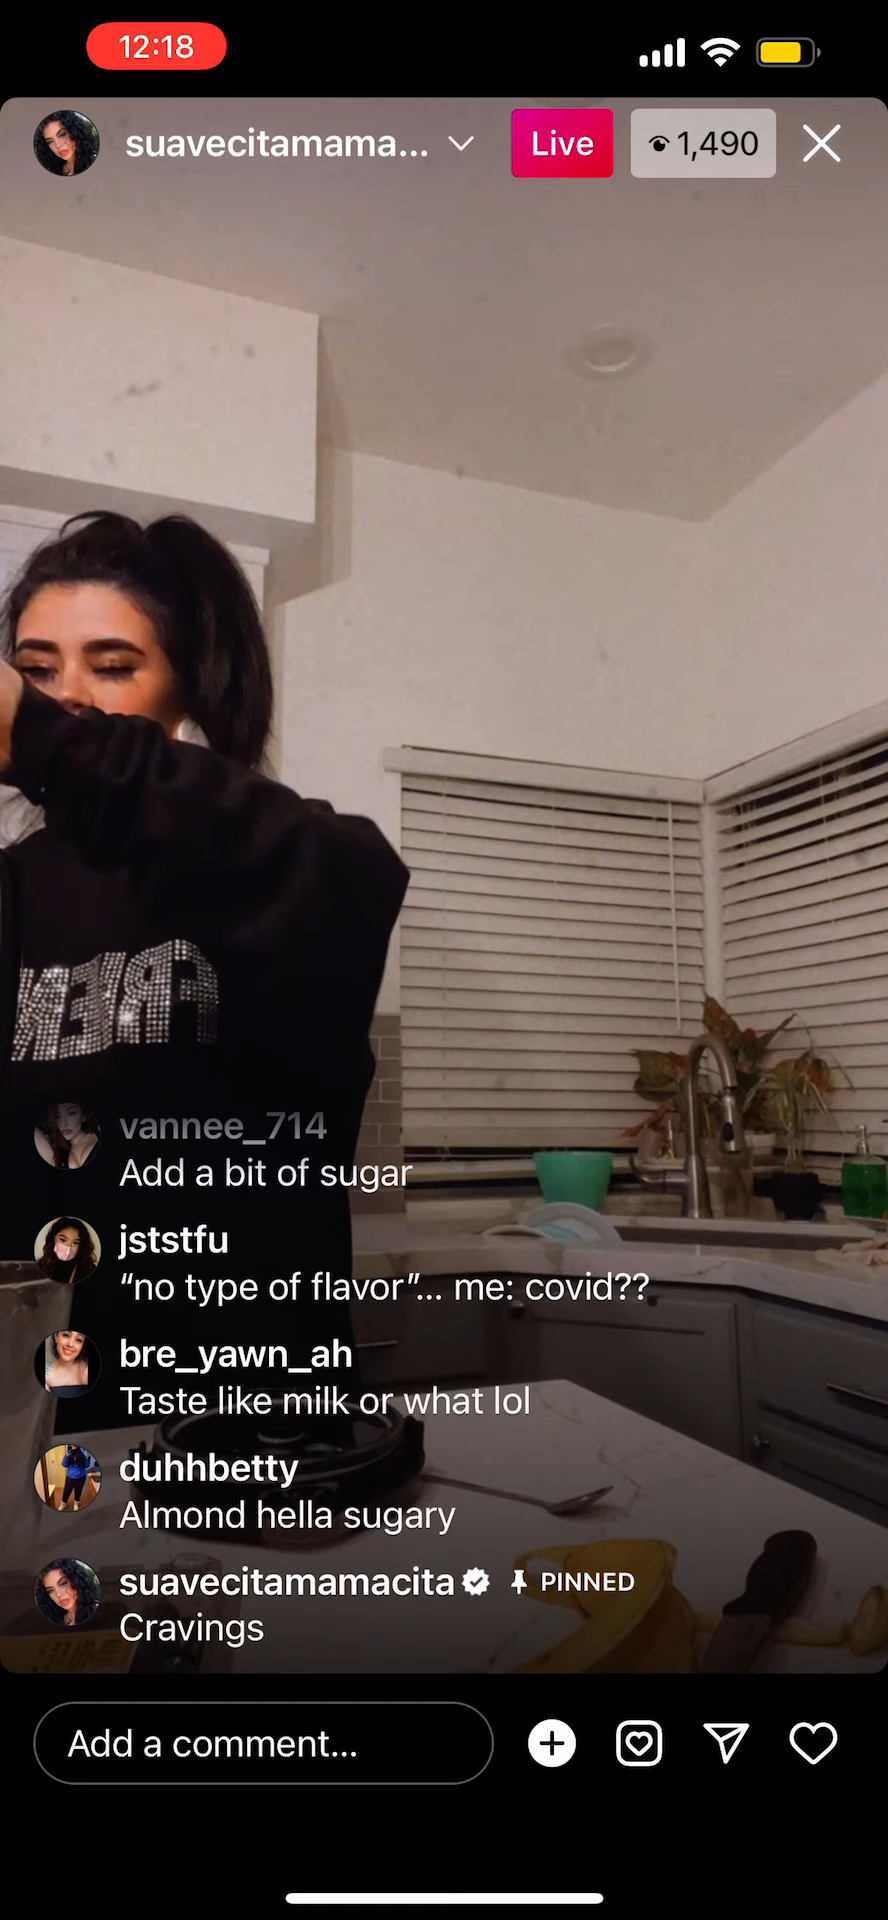 12:18
suavecitamama...
Live
1,490
FREN
vannee_714
Add a bit of sugar
jststfu
“no type of flavor”... me: covid??
bre_yawn_ah
Taste like milk or what lol
duhhbetty
Almond hella sugary
suavecitamamacita PINNED
Cravings
Add a comment...